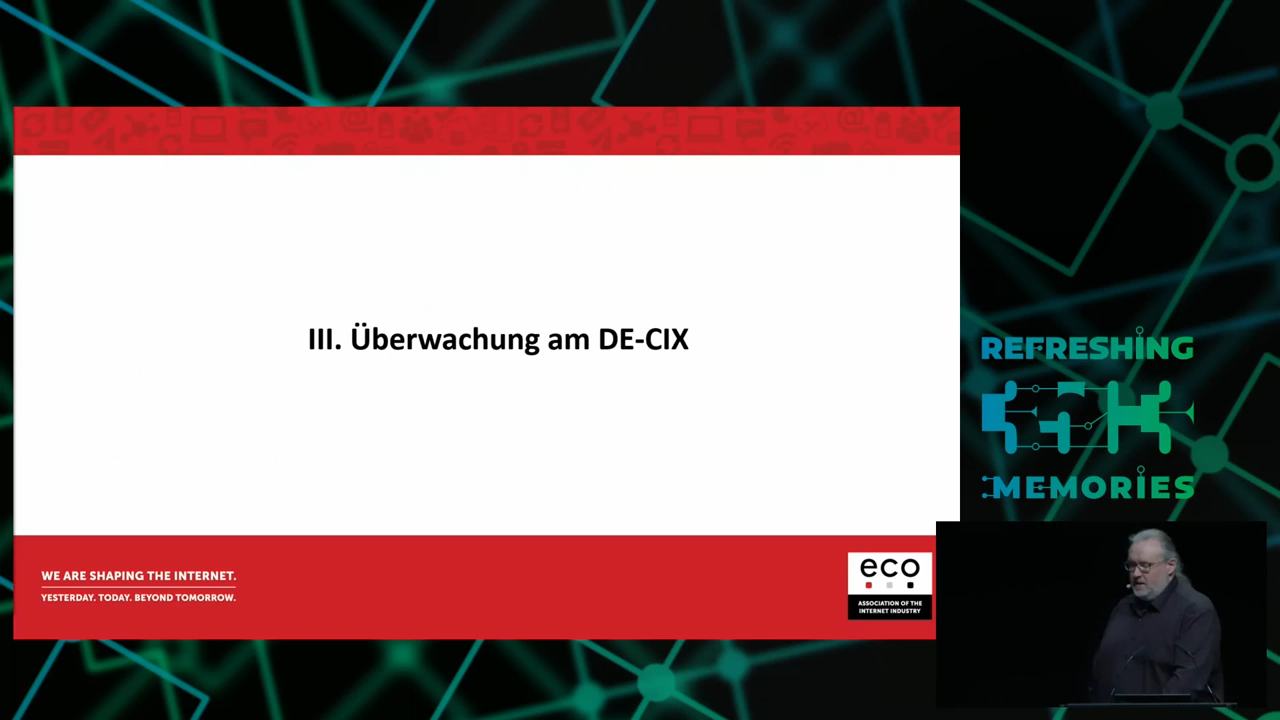 III. Überwachung am DE-CIX
WE ARE SHAPING THE INTERNET.
YESTERDAY. TODAY. BEYOND TOMORROW.
eco
ASSOCIATION OF THE
INTERNET INDUSTRY
REFRESHING
MEMORIES